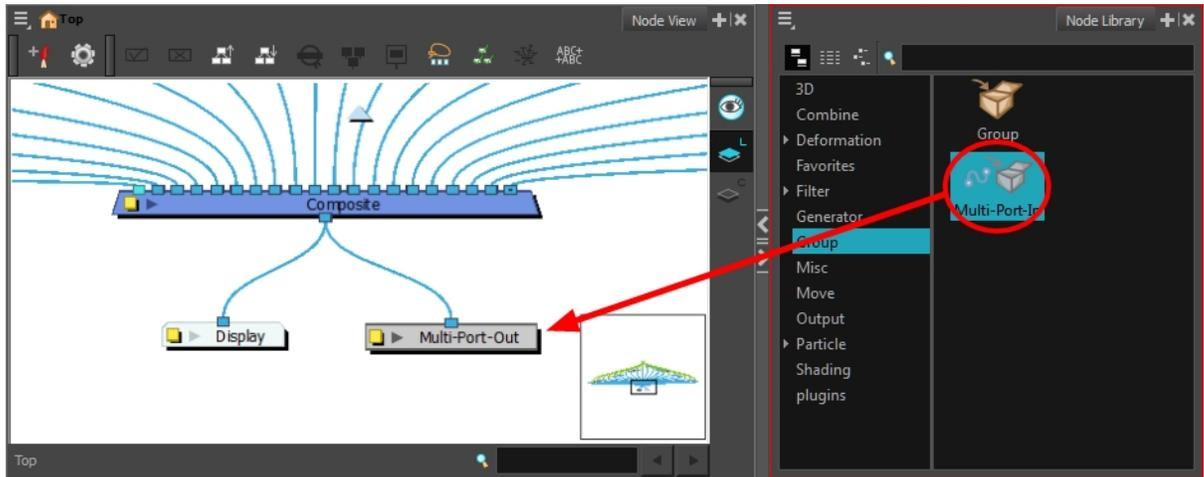 Top
Node View
ABC+
+ABC
L
C
Composite
Display
Multi-Port-Out
Top
Node Library
3D
Combine
Deformation
Favorites
Filter
Generator
Group
Misc
Move
Output
Particle
Shading
plugins
Group
Multi-Port-In